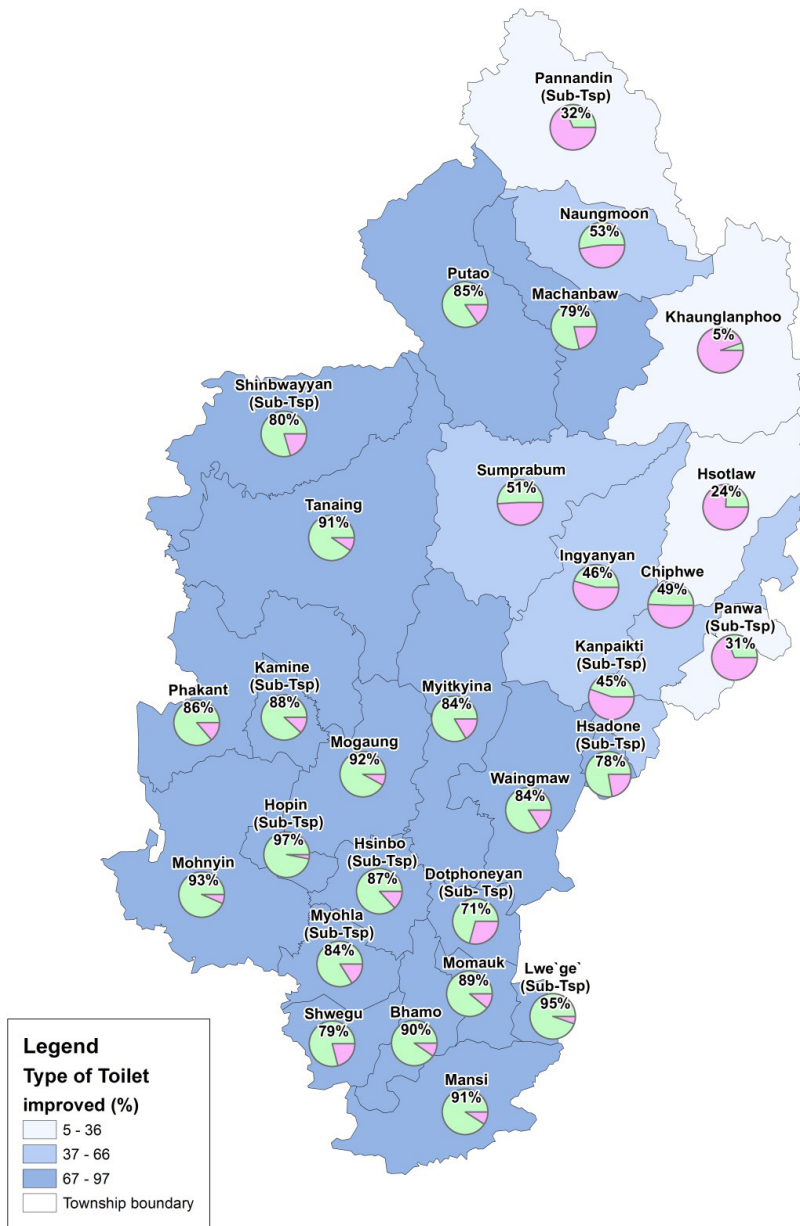 Pannandin
(Sub-Tsp)
32%
Naungmoon
53%
Putao
85%
Machanbaw
79%
Khaunglanphoo
5%
Shinbwayyan
(Sub-Tsp)
80%
Sumprabum
51%
Hsotlaw
24%
Tanaing
91%
Ingyanyan
46%
Chiphwe
49%
Panwa
(Sub-Tsp)
31%
Kanpaikti
(Sub-Tsp)
45%
Kamine
(Sub-Tsp)
88%
Phakant
86%
Myitkyina
84%
Mogaung
92%
Hsadone
(Sub-Tsp)
78%
Waingmaw
84%
Hopin
(Sub-Tsp)
97%
Mohnyin
93%
Hsinbo
(Sub-Tsp)
87%
Dotphoneyan
(Sub- Tsp)
71%
Myohla
(Sub-Tsp)
84%
Momauk
89%
Lwe`ge`
(Sub-Tsp)
95%
Shwegu
79%
Bhamo
90%
Mansi
91%
Legend
Type of Toilet
improved (%)
5 - 36
37 - 66
67 - 97
Township boundary